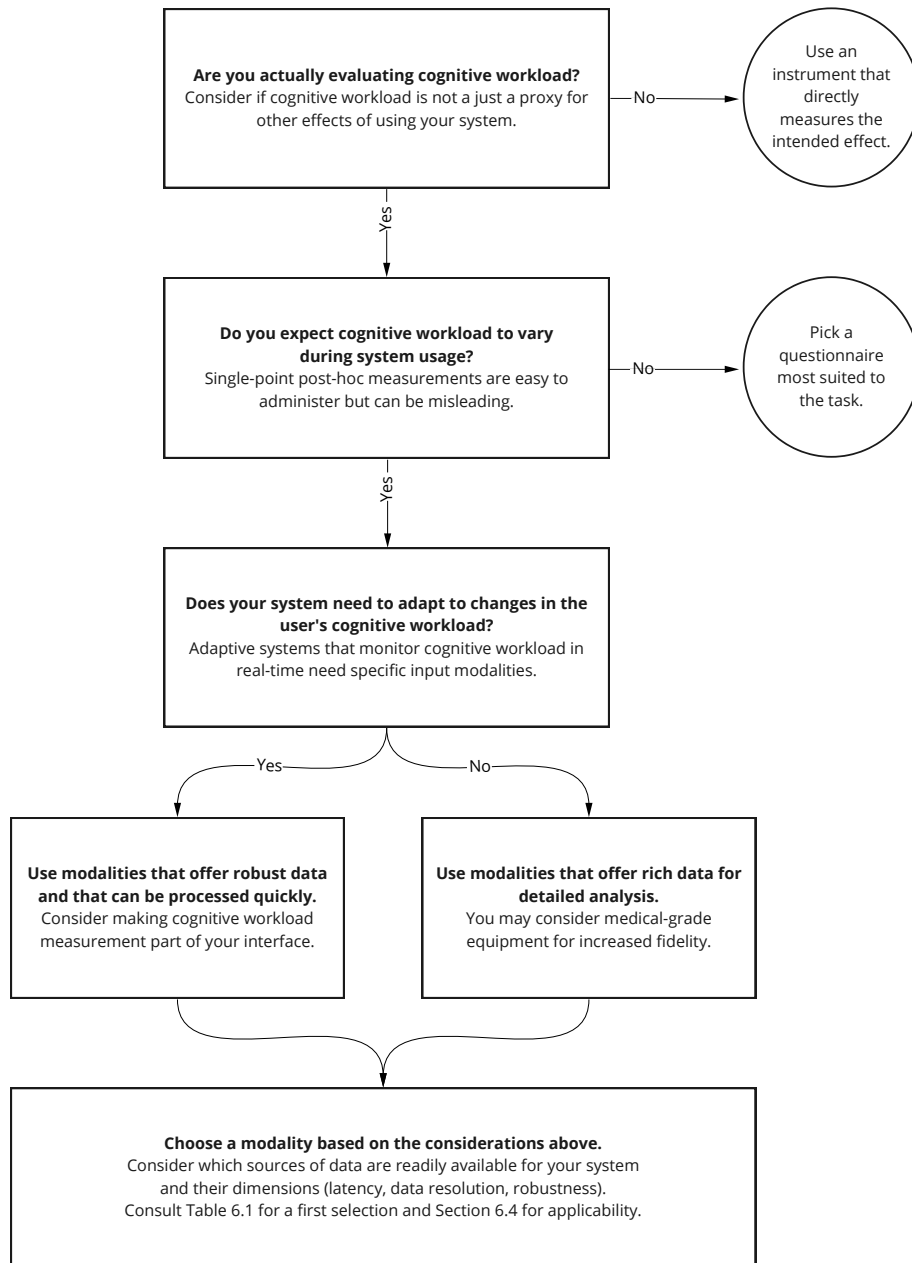 Are you actually evaluating cognitive workload?
Consider if cognitive workload is not a just a proxy for
other effects of using your system.
No
Use an
instrument that
directly
measures the
intended effect.
Yes
Do you expect cognitive workload to vary
during system usage?
Single-point post-hoc measurements are easy to
administer but can be misleading.
No
Pick a
questionnaire
most suited to
the task.
Yes
Does your system need to adapt to changes in the
user's cognitive workload?
Adaptive systems that monitor cognitive workload in
real-time need specific input modalities.
Yes
No
Use modalities that offer robust data
and that can be processed quickly.
Consider making cognitive workload
measurement part of your interface.
Use modalities that offer rich data for
detailed analysis.
You may consider medical-grade
equipment for increased fidelity.
Choose a modality based on the considerations above.
Consider which sources of data are readily available for your system
and their dimensions (latency, data resolution, robustness).
Consult Table 6.1 for a first selection and Section 6.4 for applicability.